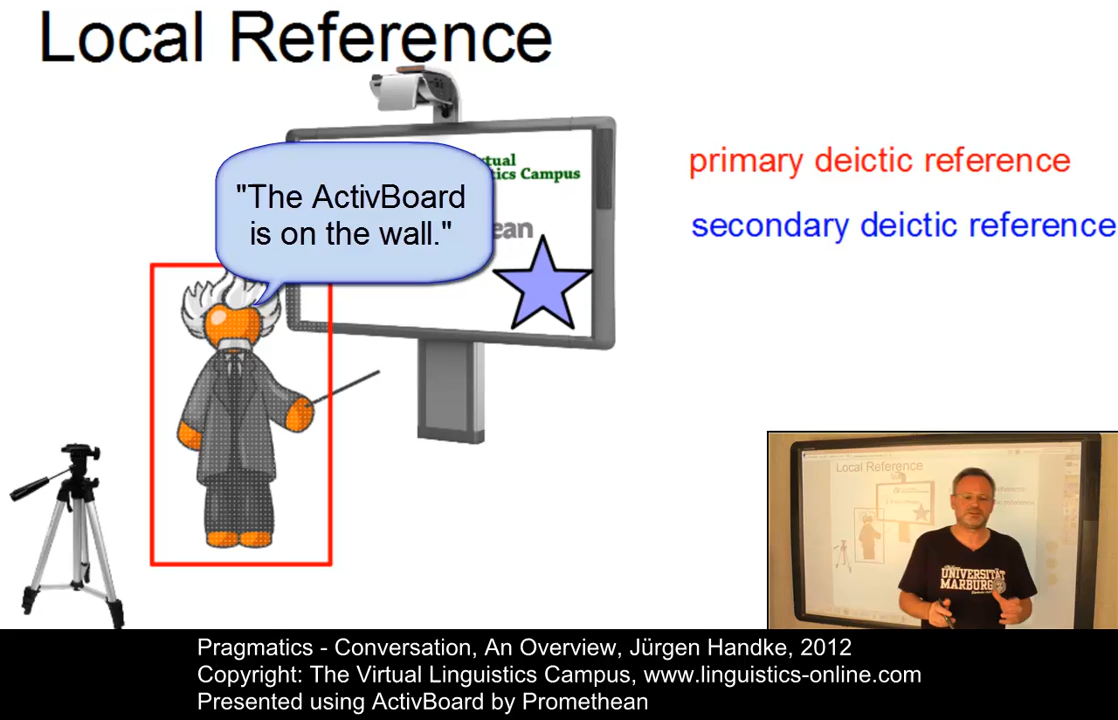 Local Reference
tual
tics Campus
"The ActivBoard
is on the wall."
ean
primary deictic reference
secondary deictic reference
Local Reference
UNIVERSITÄT
MARBURG
Pragmatics - Conversation, An Overview, Jürgen Handke, 2012
Copyright: The Virtual Linguistics Campus, www.linguistics-online.com
Presented using ActivBoard by Promethean